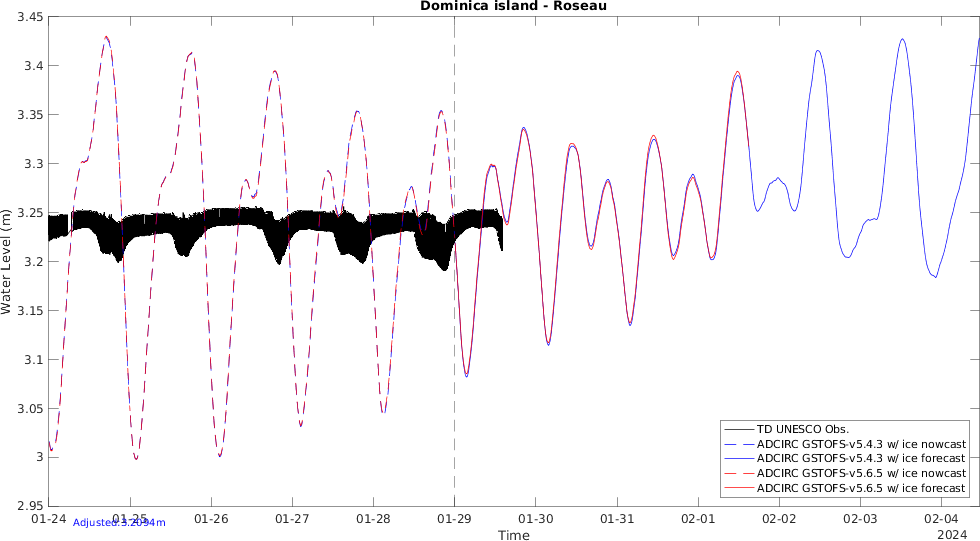 Dominica island - Roseau
3.45
3.4
3.35
3.3
3.25
3.2
3.15
3.1
3.05
3
2.95
Water Level (m)
TD UNESCO Obs.
ADCIRC GSTOFS-v5.4.3 w/ ice nowcast
ADCIRC GSTOFS-v5.4.3 w/ ice forecast
ADCIRC GSTOFS-v5.6.5 w/ ice nowcast
ADCIRC GSTOFS-v5.6.5 w/ ice forecast
01-24 01-25 01-26 01-27 01-28 01-29 01-30 01-31 02-01 02-02 02-03 02-04
Adjusted:3.2094m
Time
2024